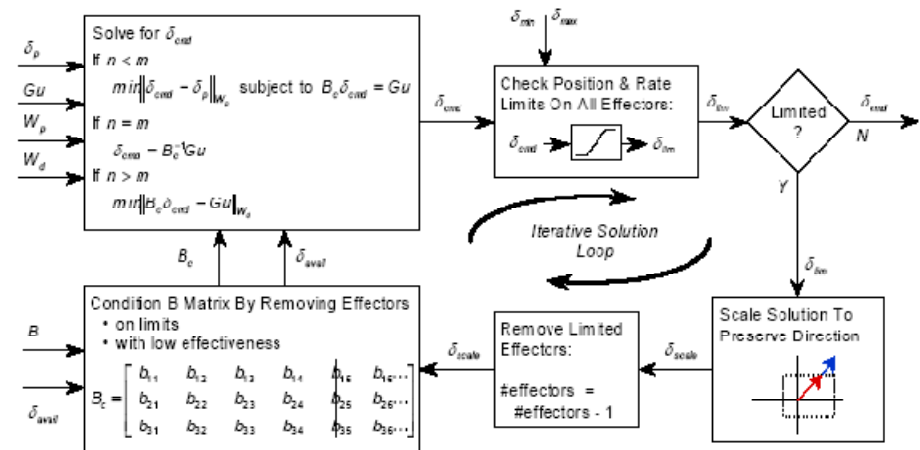 δp
Gu
Wp
Wd
Solve for δcmd
If n < m
min‖δcmd − δp‖Wp subject to Bcδcmd = Gu
If n = m
δcmd − Bc⁻¹Gu
If n > m
min‖Bcδcmd − Gu‖Wd
δcmd
δmin δmax
Check Position & Rate
Limits On All Effectors:
δcmd δlim
δlim
Limited
?
δcmd
N
Y
δlim
Iterative Solution
Loop
Scale Solution To
Preserve Direction
δscale
Remove Limited
Effectors:
#effectors =
#effectors - 1
δscale
Bc δavail
B
δavail
Condition B Matrix By Removing Effectors
• on limits
• with low effectiveness
Bc = [ b11 b12 b13 b14 b15 b16...
b21 b22 b23 b24 b25 b26...
b31 b32 b33 b34 b35 b36... ]